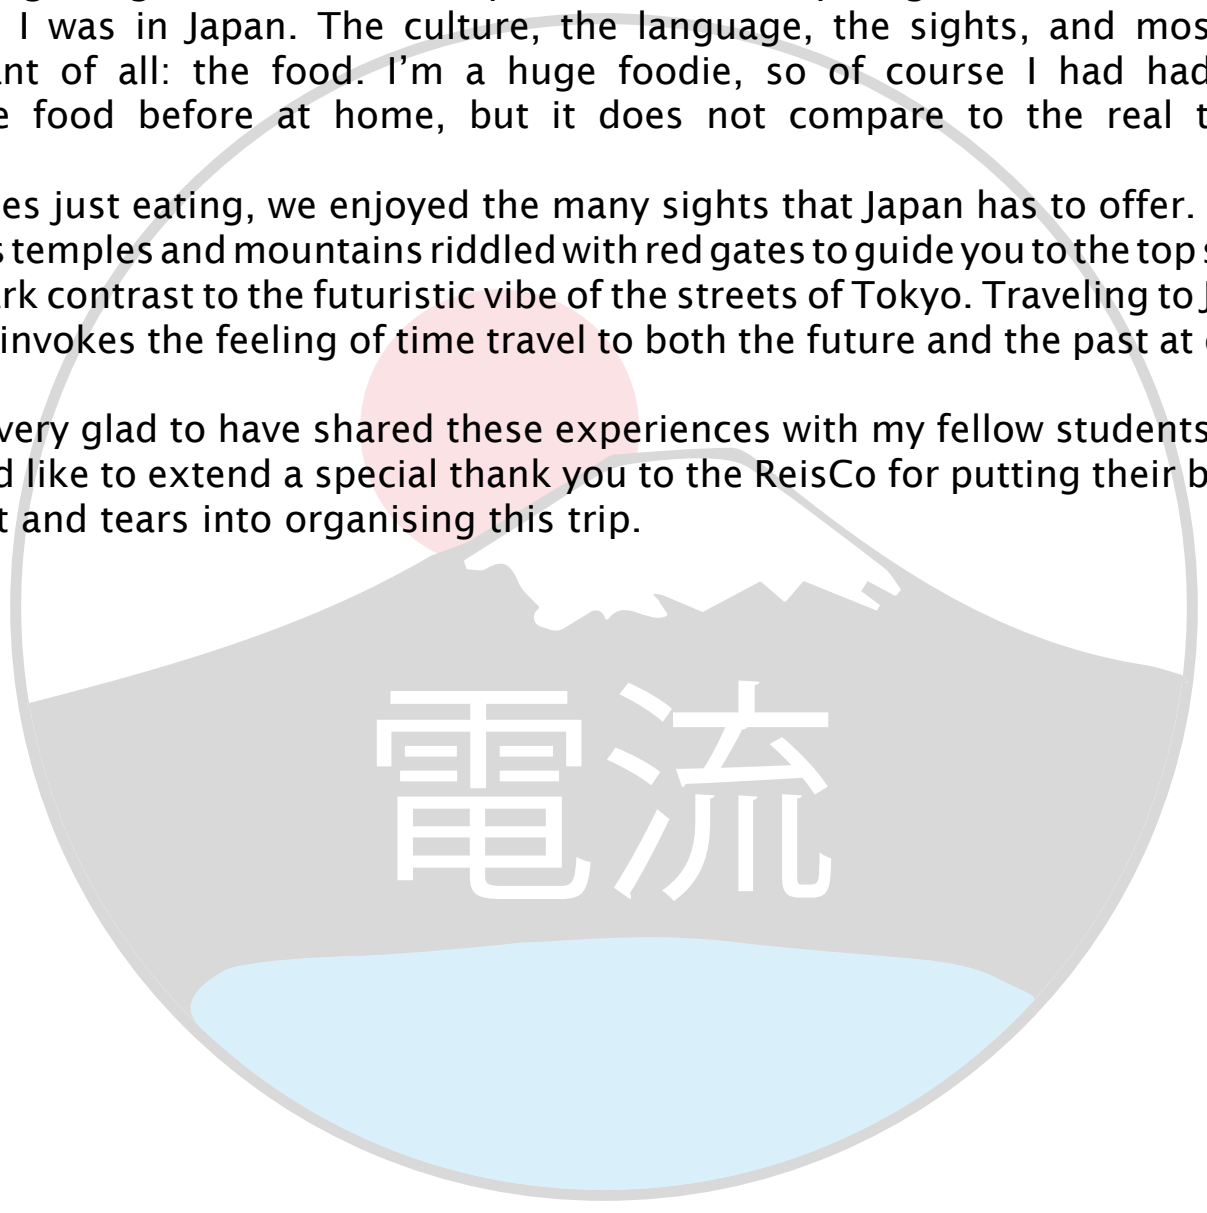 I was in Japan. The culture, the language, the sights, and mos
ant of all: the food. I’m a huge foodie, so of course I had had
e food before at home, but it does not compare to the real t
es just eating, we enjoyed the many sights that Japan has to offer.
s temples and mountains riddled with red gates to guide you to the top s
rk contrast to the futuristic vibe of the streets of Tokyo. Traveling to J
invokes the feeling of time travel to both the future and the past at
very glad to have shared these experiences with my fellow students
d like to extend a special thank you to the ReisCo for putting their b
t and tears into organising this trip.
電流